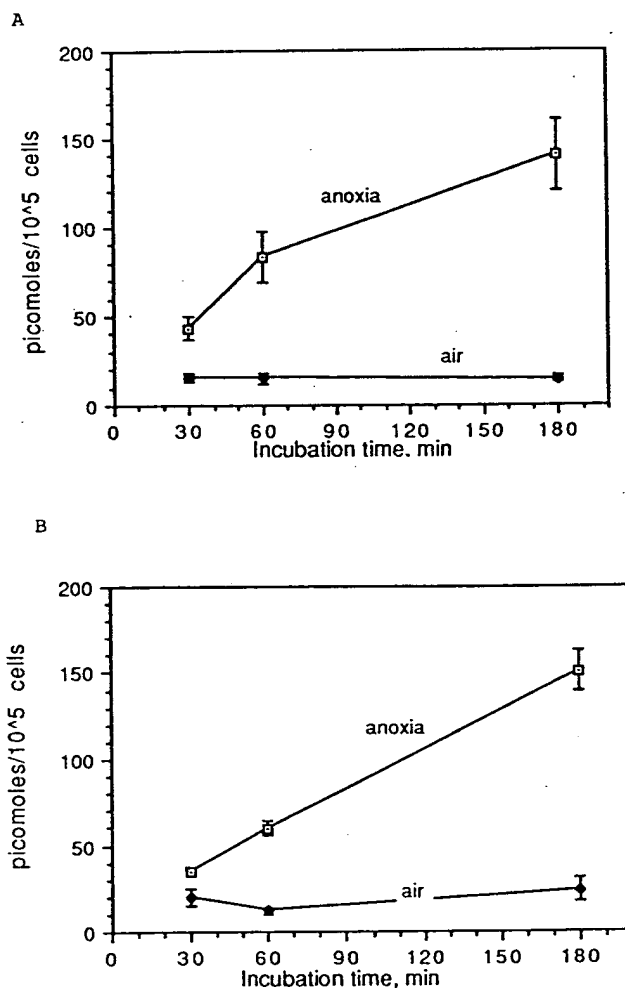 A
200
150
100
50
0
picomoles/10^5 cells
anoxia
air
0 30 60 90 120 150 180
Incubation time, min
B
200
150
100
50
0
picomoles/10^5 cells
anoxia
air
0 30 60 90 120 150 180
Incubation time, min